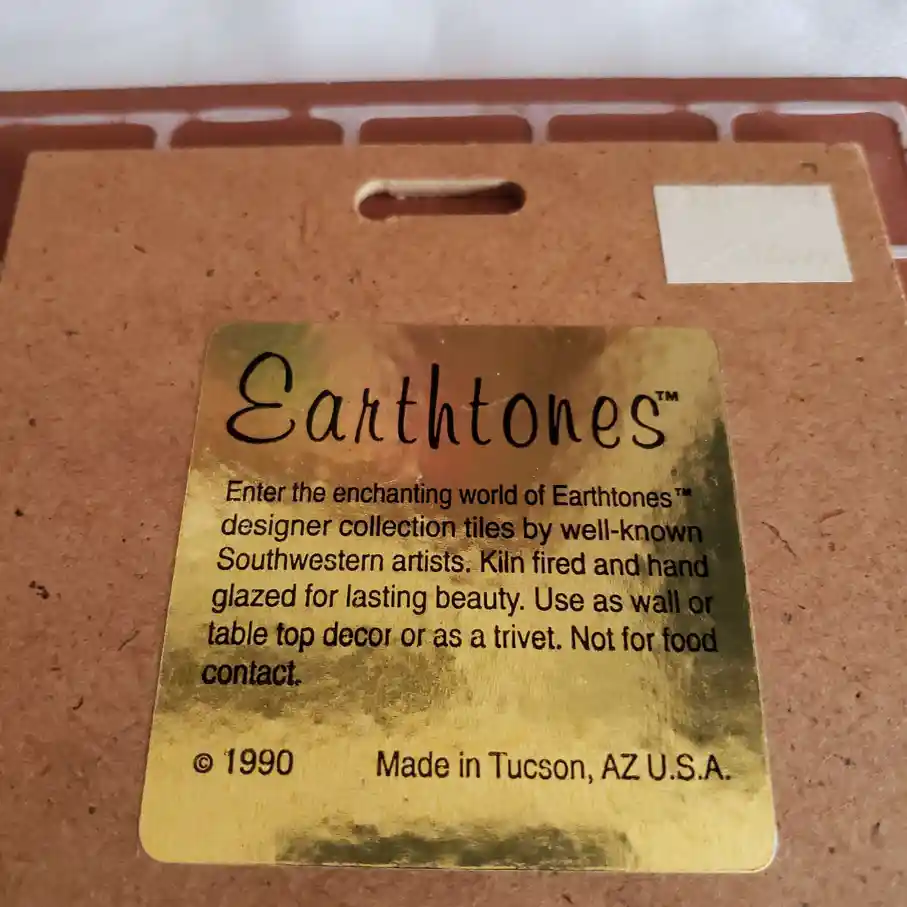 Earthtones™
Enter the enchanting world of Earthtones™
designer collection tiles by well-known
Southwestern artists. Kiln fired and hand
glazed for lasting beauty. Use as wall or
table top decor or as a trivet. Not for food
contact.
© 1990 Made in Tucson, AZ U.S.A.